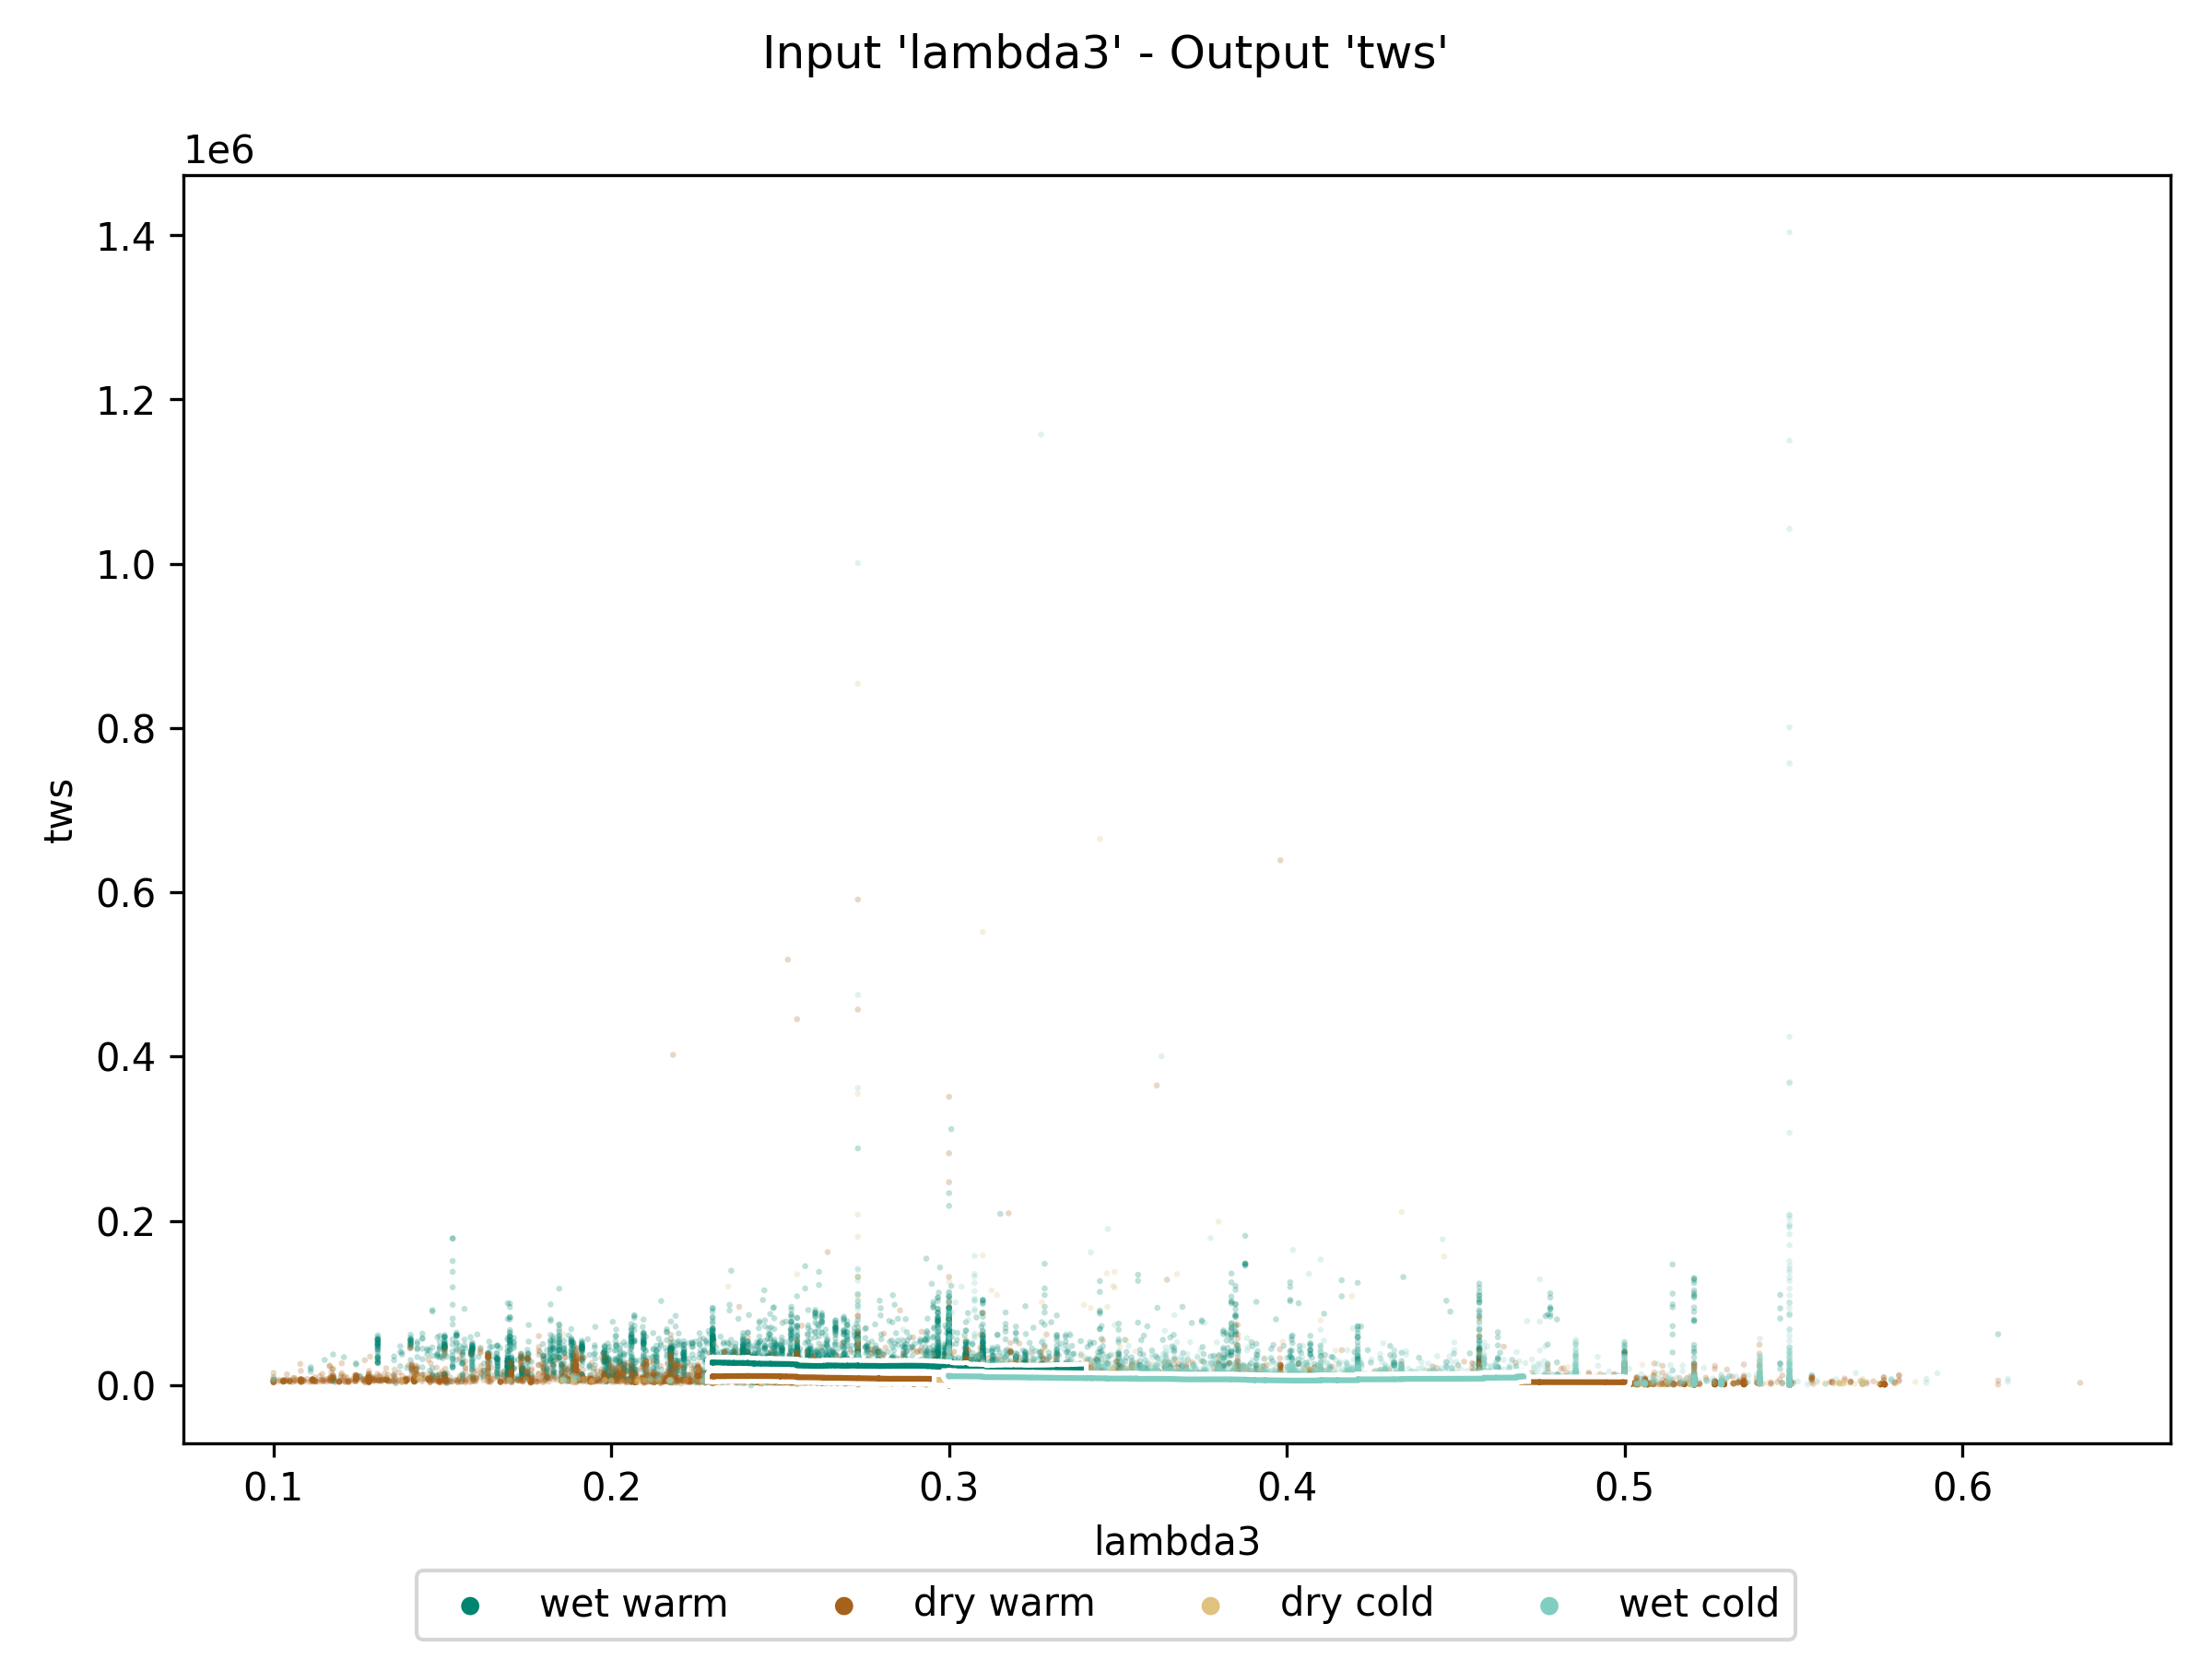 Input 'lambda3' - Output 'tws'
1e6
1.4
1.2
1.0
0.8
0.6
0.4
0.2
0.0
tws
0.1 0.2 0.3 0.4 0.5 0.6
lambda3
wet warm dry warm dry cold wet cold